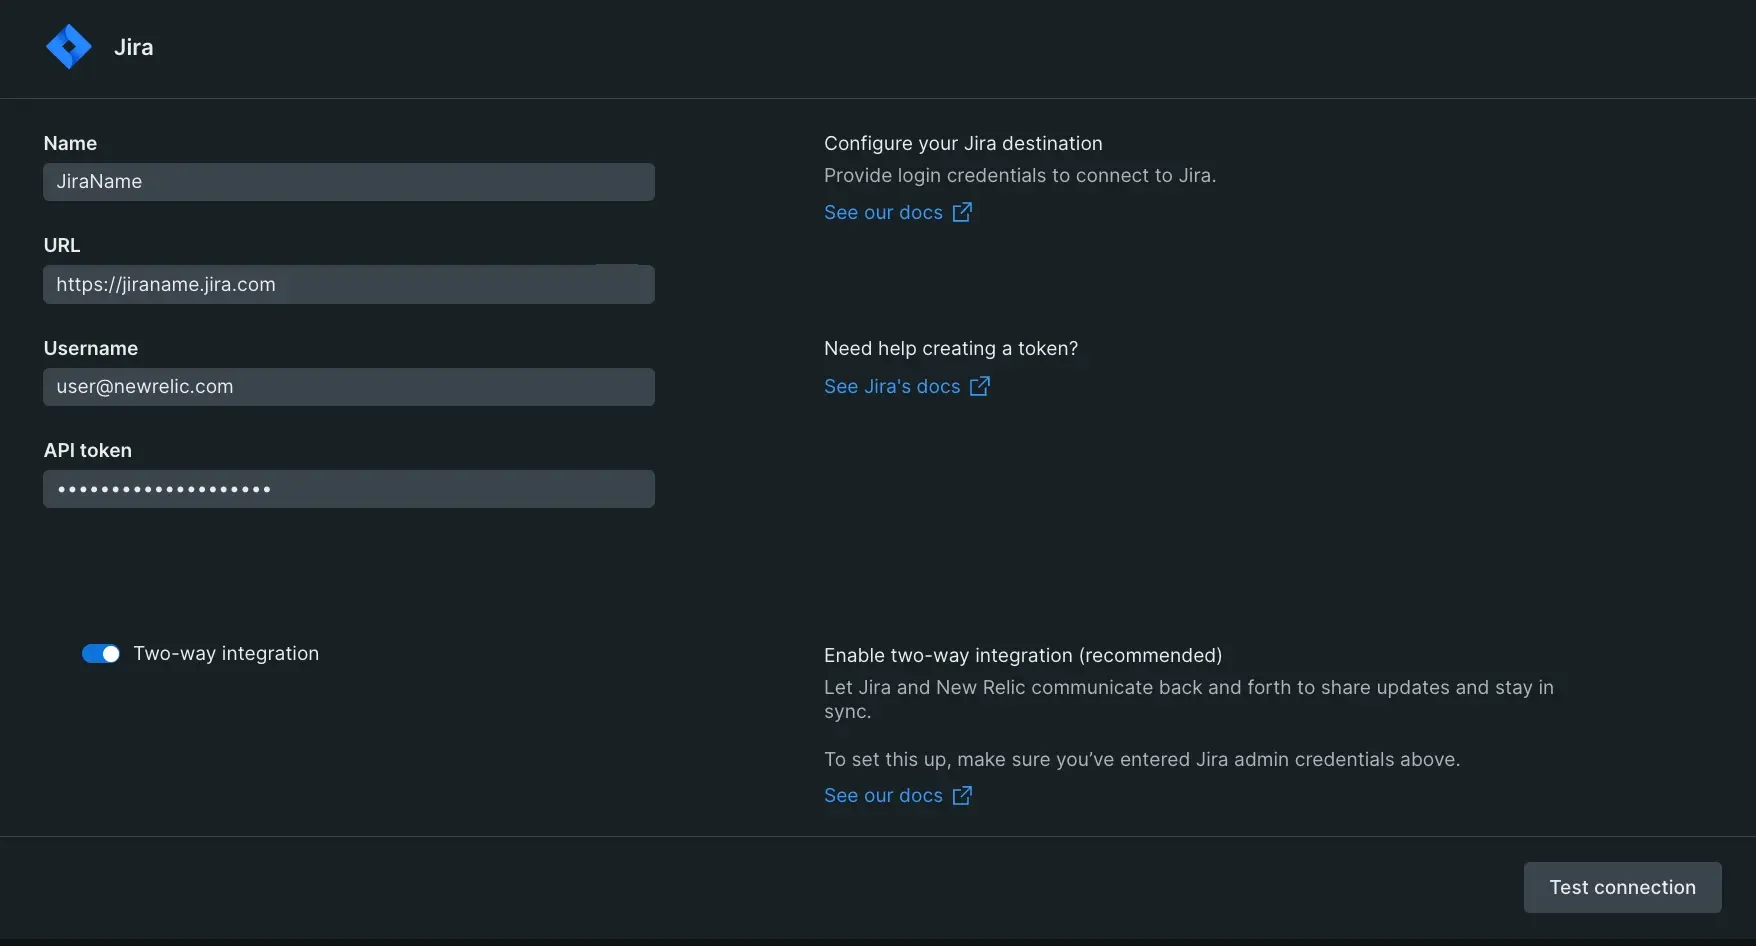 Jira
Name
JiraName
Configure your Jira destination
Provide login credentials to connect to Jira.
See our docs
URL
https://jiraname.jira.com
Username
user@newrelic.com
Need help creating a token?
See Jira's docs
API token
••••••••••••••••••••
Two-way integration
Enable two-way integration (recommended)
Let Jira and New Relic communicate back and forth to share updates and stay in
sync.
To set this up, make sure you’ve entered Jira admin credentials above.
See our docs
Test connection